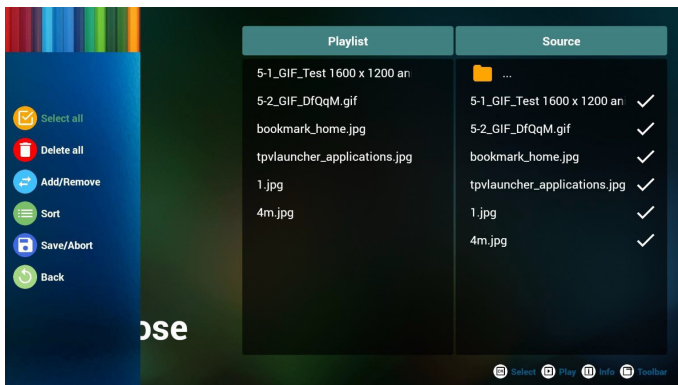 Select all
Delete all
Add/Remove
Sort
Save/Abort
Back
ose
Playlist
5-1_GIF_Test 1600 x 1200 an
5-2_GIF_DfQqM.gif
bookmark_home.jpg
tpvlauncher_applications.jpg
1.jpg
4m.jpg
Source
...
5-1_GIF_Test 1600 x 1200 an
5-2_GIF_DfQqM.gif
bookmark_home.jpg
tpvlauncher_applications.jpg
1.jpg
4m.jpg
Select Play Info Toolbar